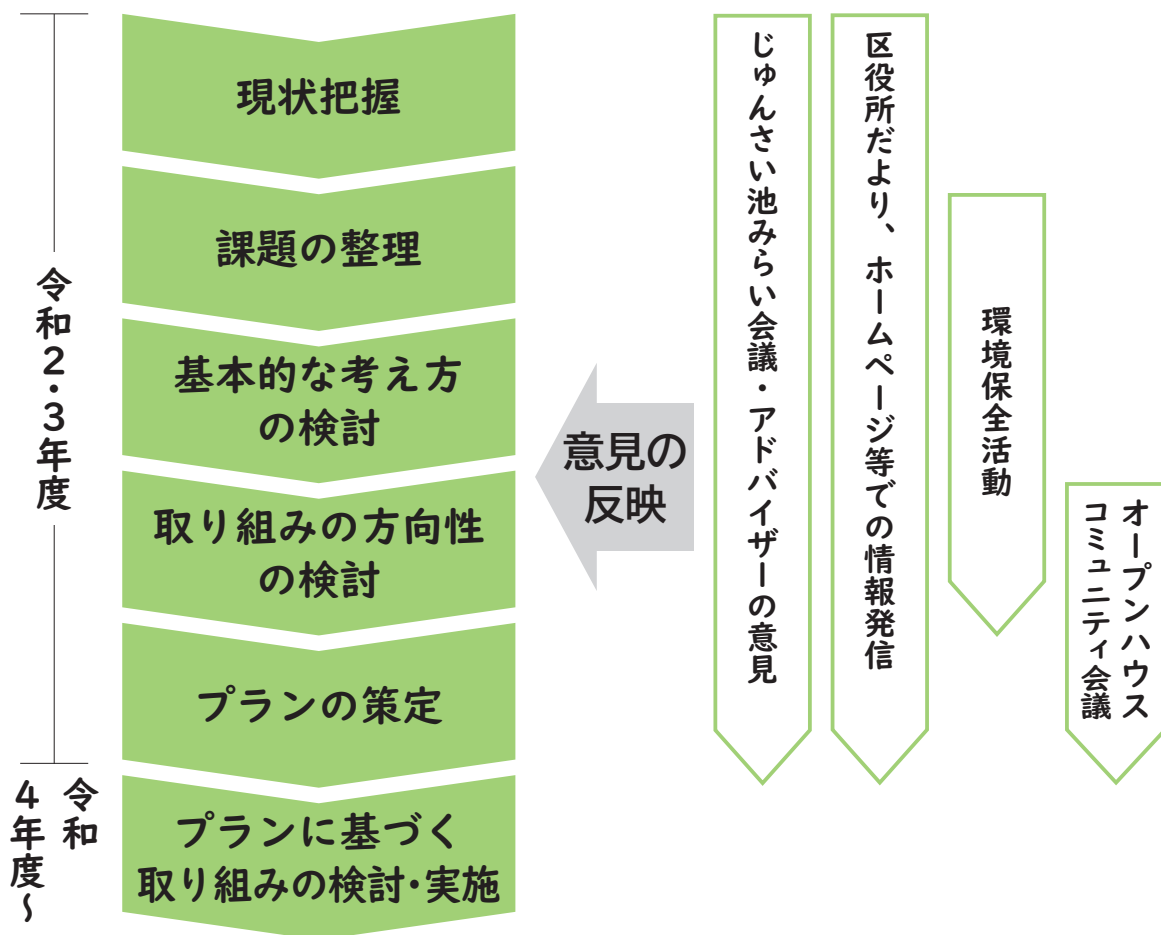 令和２・３年度
令和
４年度～
現状把握
課題の整理
基本的な考え方
の検討
取り組みの方向性
の検討
プランの策定
プランに基づく
取り組みの検討・実施
意見の
反映
じゅんさい池みらい会議・アドバイザーの意見
区役所だより、ホームページ等での情報発信
環境保全活動
オープンハウス
コミュニティ会議